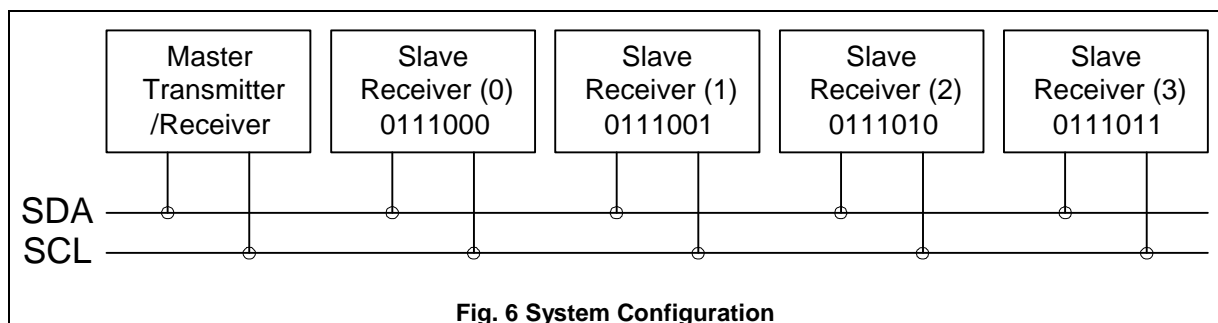 Master
Transmitter
/Receiver
Slave
Receiver (0)
0111000
Slave
Receiver (1)
0111001
Slave
Receiver (2)
0111010
Slave
Receiver (3)
0111011
SDA
SCL
Fig. 6 System Configuration